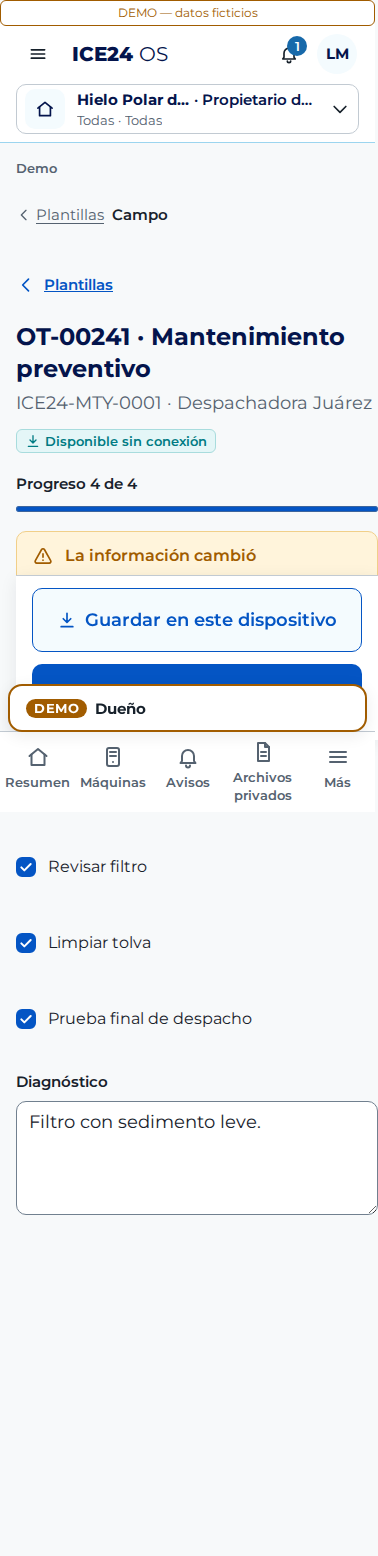 DEMO — datos ficticios
ICE24 OS
1
LM
Hielo Polar d... · Propietario d...
Todas · Todas
Demo
Plantillas Campo
Plantillas
OT-00241 · Mantenimiento
preventivo
ICE24-MTY-0001 · Despachadora Juárez
Disponible sin conexión
Progreso 4 de 4
La información cambió
Guardar en este dispositivo
DEMO Dueño
Resumen
Máquinas
Avisos
Archivos
privados
Más
Revisar filtro
Limpiar tolva
Prueba final de despacho
Diagnóstico
Filtro con sedimento leve.